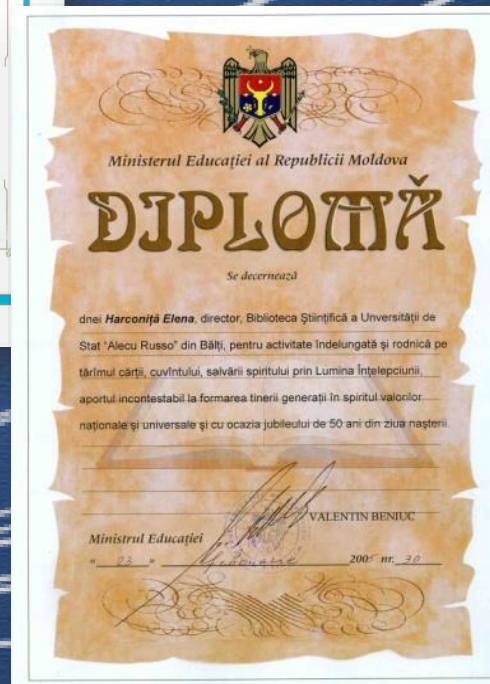 Ministerul Educației al Republicii Moldova
DIPLOMĂ
Se decernează
dnei Harconiță Elena, director, Biblioteca Științifică a Unversității de
Stat "Alecu Russo" din Bălți, pentru activitate îndelungată și rodnică pe
tărîmul cărții, cuvîntului, salvării spiritului prin Lumina Înțelepciunii,
aportul incontestabil la formarea tinerii generații în spiritul valorilor
naționale și universale și cu ocazia jubileului de 50 ani din ziua nașterii.
VALENTIN BENIUC
Ministrul Educației
" 23 " 2005 nr. 30